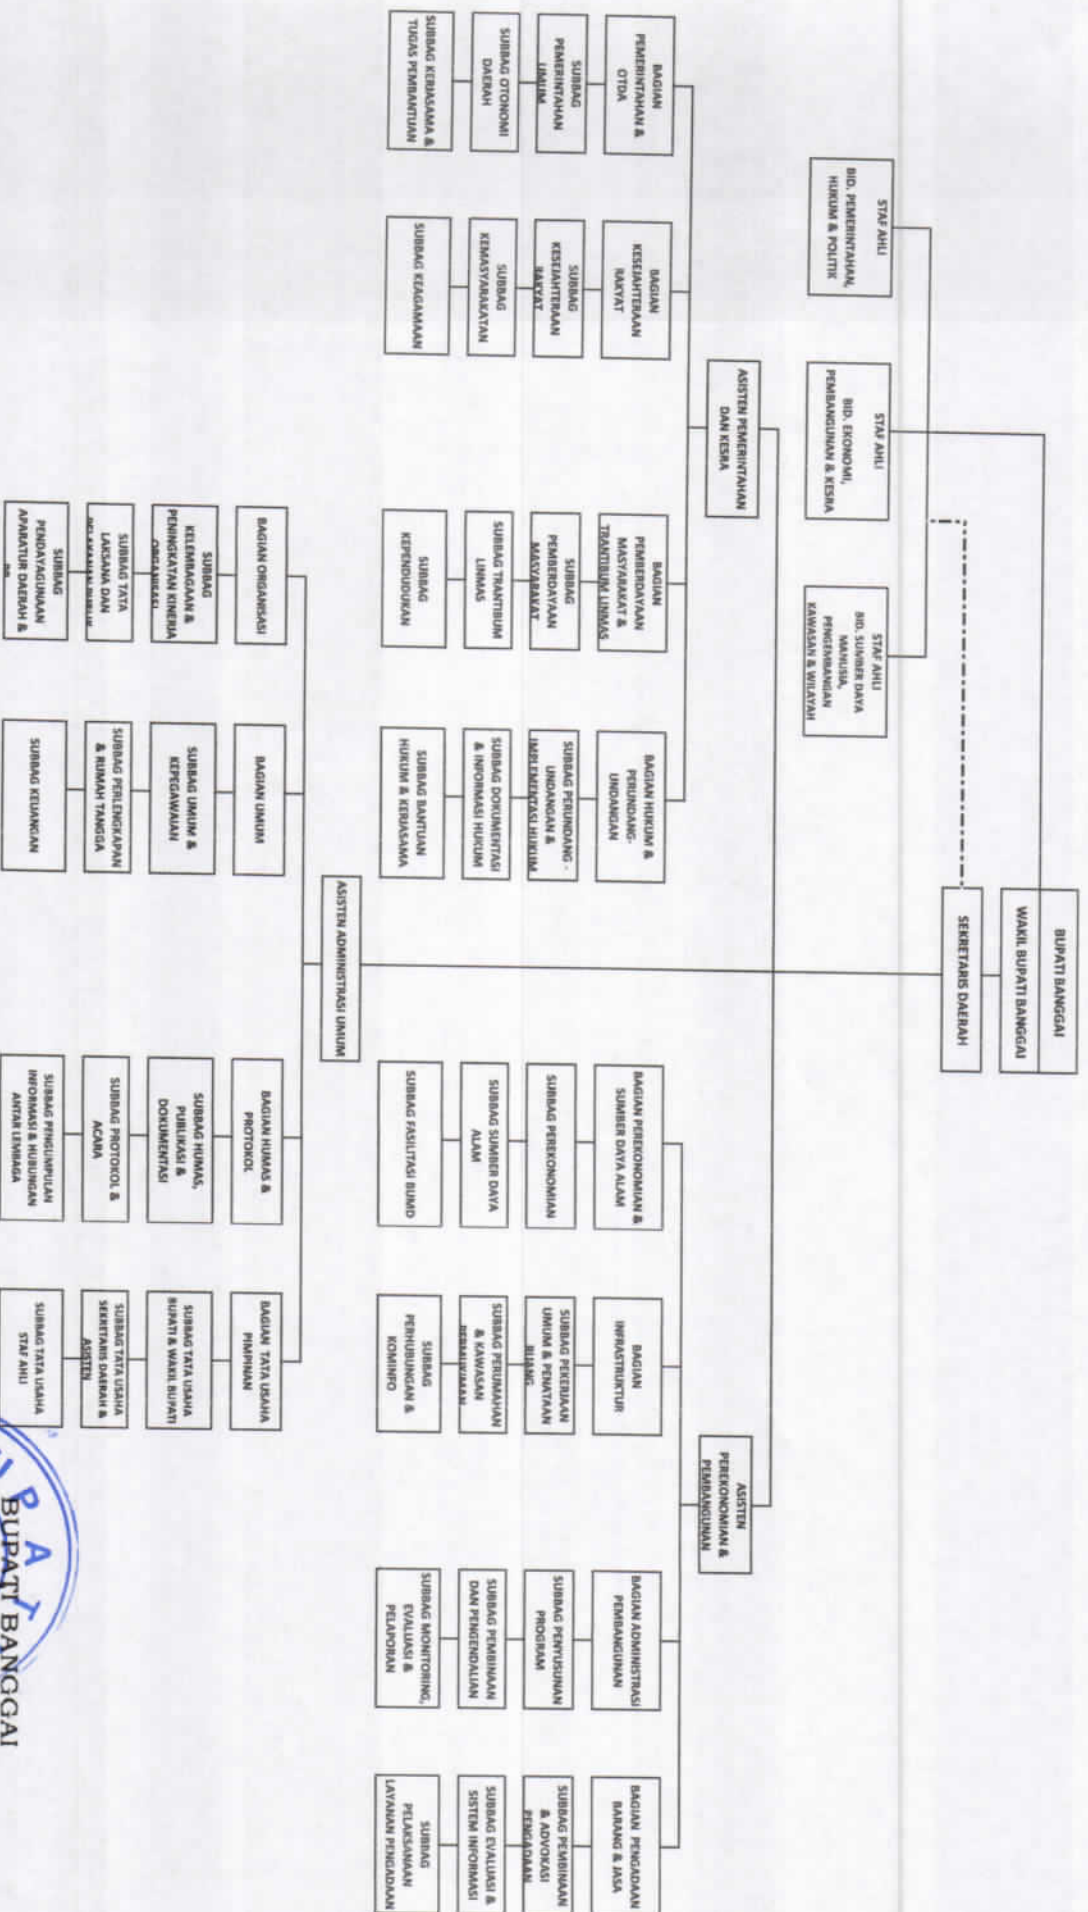 BUPATI BANGGAI
WAKIL BUPATI BANGGAI
SEKRETARIS DAERAH
STAF AHLI
BID. PEMERINTAHAN,
HUKUM & POLITIK
STAF AHLI
BID. EKONOMI,
PEMBANGUNAN & KESRA
STAF AHLI
BID. SUMBER DAYA
MANUSIA,
PENGEMBANGAN
KAWASAN & WILAYAH
ASISTEN PEMERINTAHAN
DAN KESRA
ASISTEN
PEREKONOMIAN &
PEMBANGUNAN
BAGIAN
PEMERINTAHAN &
OTDA
SUBBAG
PEMERINTAHAN
UMUM
SUBBAG OTONOMI
DAERAH
SUBBAG KERJASAMA &
TUGAS PEMBANTUAN
BAGIAN
KESEJAHTERAAN
RAKYAT
SUBBAG
KESEJAHTERAAN
RAKYAT
SUBBAG
KEMASYARAKATAN
SUBBAG KEAGAMAAN
BAGIAN
PEMBERDAYAAN
MASYARAKAT &
TRANTIBUM LINMAS
SUBBAG
PEMBERDAYAAN
MASYARAKAT
SUBBAG TRANTIBUM
LINMAS
SUBBAG
KEPENDUDUKAN
BAGIAN HUKUM &
PERUNDANG-
UNDANGAN
SUBBAG PERUNDANG -
UNDANGAN &
IMPLEMENTASI HUKUM
SUBBAG DOKUMENTASI
& INFORMASI HUKUM
SUBBAG BANTUAN
HUKUM & KERJASAMA
BAGIAN PEREKONOMIAN &
SUMBER DAYA ALAM
SUBBAG PEREKONOMIAN
SUBBAG SUMBER DAYA
ALAM
SUBBAG FASILITASI BUMD
BAGIAN
INFRASTRUKTUR
SUBBAG PEKERJAAN
UMUM & PENATAAN
RUANG
SUBBAG PERUMAHAN
& KAWASAN
PERMUKIMAN
SUBBAG
PERHUBUNGAN &
KOMINFO
BAGIAN ADMINISTRASI
PEMBANGUNAN
SUBBAG PENYUSUNAN
PROGRAM
SUBBAG PEMBINAAN
DAN PENGENDALIAN
SUBBAG MONITORING,
EVALUASI &
PELAPORAN
BAGIAN PENGADAAN
BARANG & JASA
SUBBAG PEMBINAAN
& ADVOKASI
PENGADAAN
SUBBAG EVALUASI &
SISTEM INFORMASI
SUBBAG
PELAKSANAAN
LAYANAN PENGADAAN
ASISTEN ADMINISTRASI UMUM
BAGIAN ORGANISASI
SUBBAG
KELEMBAGAAN &
PENINGKATAN KINERJA
ORGANISASI
SUBBAG TATA
LAKSANA DAN
PELAYANAN PUBLIK
SUBBAG
PENDAYAGUNAAN
APARATUR DAERAH &
BAGIAN UMUM
SUBBAG UMUM &
KEPEGAWAIAN
SUBBAG PERLENGKAPAN
& RUMAH TANGGA
SUBBAG KEUANGAN
BAGIAN HUMAS &
PROTOKOL
SUBBAG HUMAS,
PUBLIKASI &
DOKUMENTASI
SUBBAG PROTOKOL &
ACARA
SUBBAG PENGUMPULAN
INFORMASI & HUBUNGAN
ANTAR LEMBAGA
BAGIAN TATA USAHA
PIMPINAN
SUBBAG TATA USAHA
BUPATI & WAKIL BUPATI
SUBBAG TATA USAHA
SEKRETARIS DAERAH &
ASISTEN
SUBBAG TATA USAHA
STAF AHLI
BUPATI BANGGAI